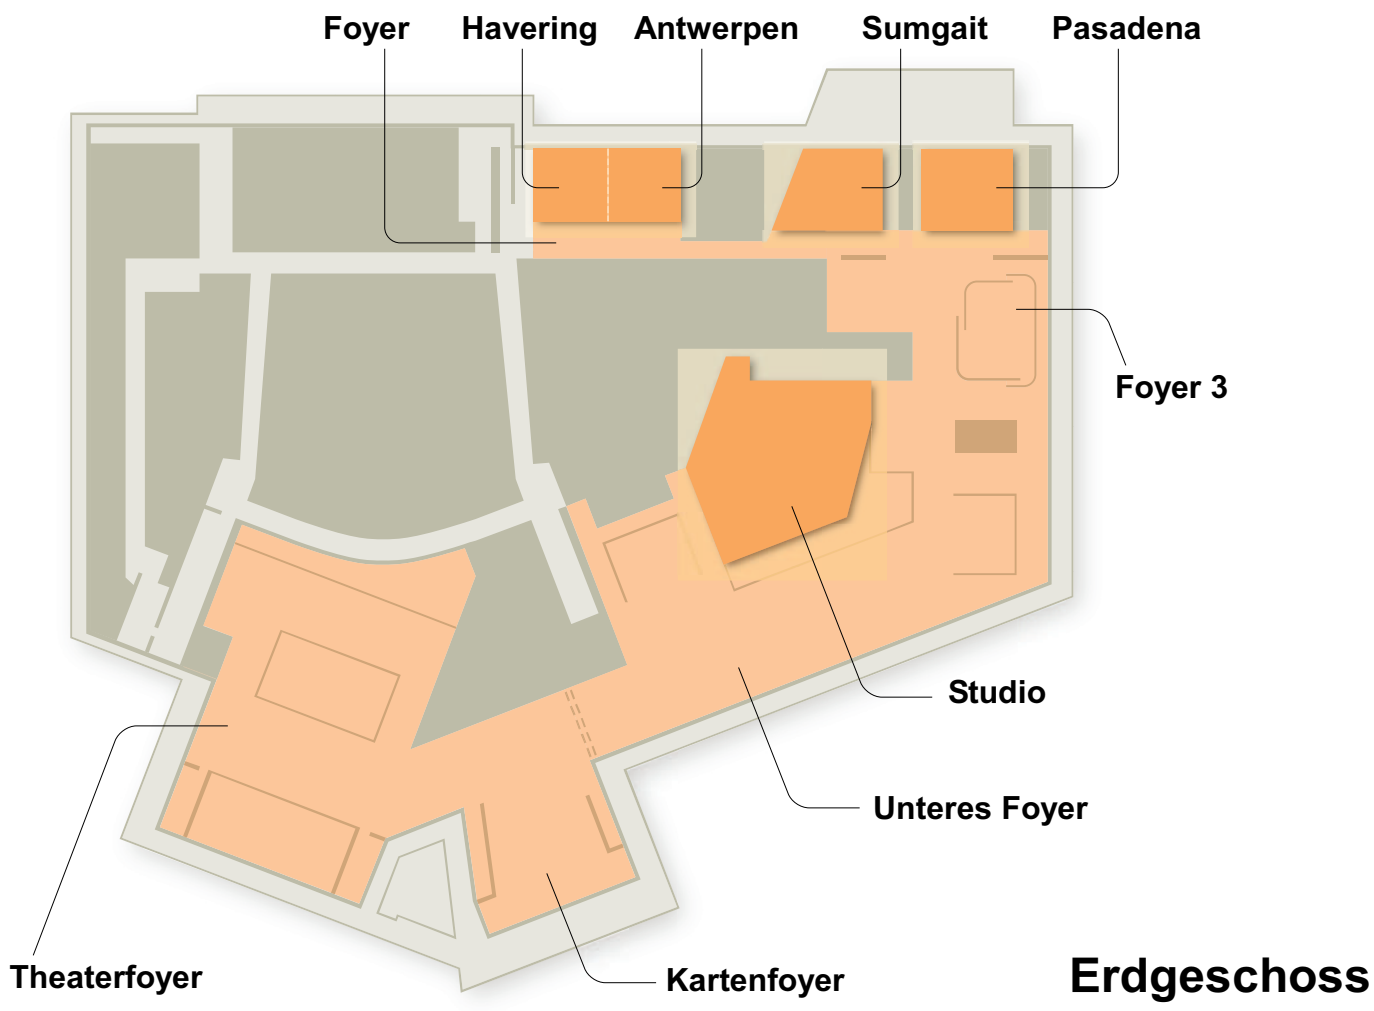 Foyer
Havering
Antwerpen
Sumgait
Pasadena
Foyer 3
Studio
Unteres Foyer
Theaterfoyer
Kartenfoyer
Erdgeschoss